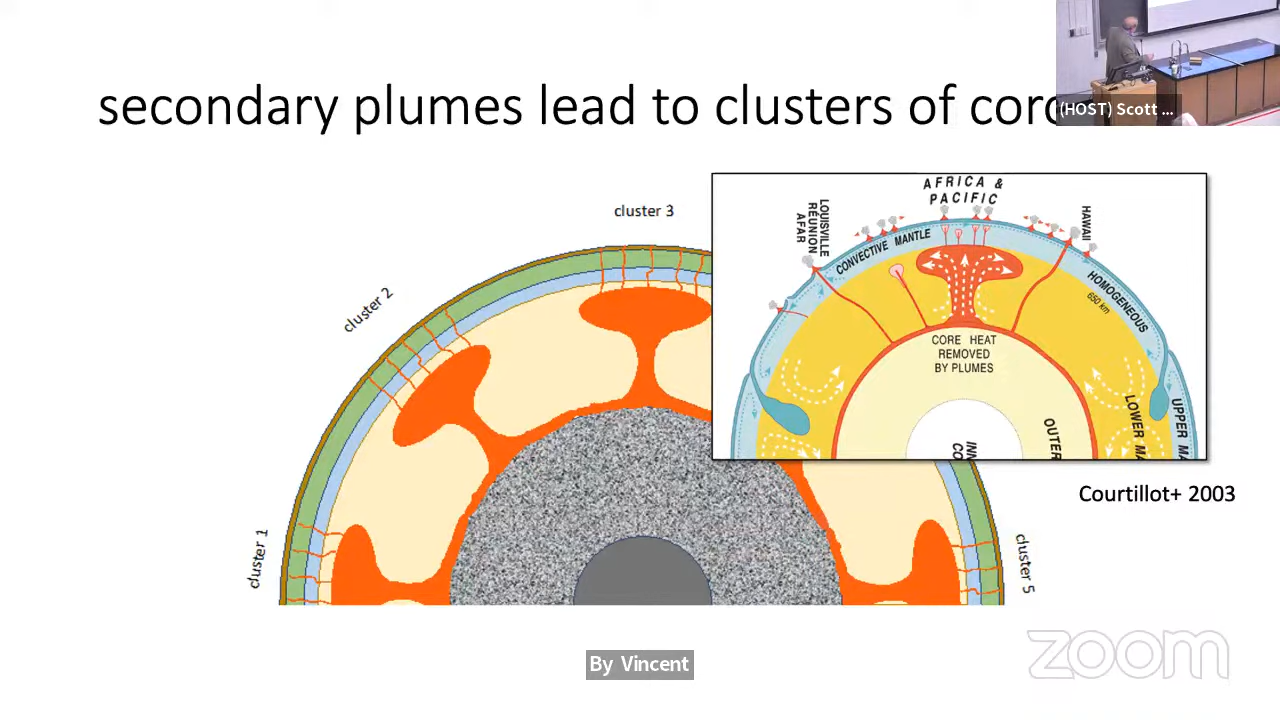 secondary plumes lead to clusters of
(HOST) Scott ...
cluster 3
cluster 2
cluster 1
cluster 5
AFRICA &
PACIFIC
LOUISVILLE
RÉUNION
AFAR
HAWAII
CONVECTIVE MANTLE
HOMOGENEOUS
650 km
CORE HEAT
REMOVED
BY PLUMES
LOWER MA
UPPER MA
OUTER
INN
CO
Courtillot+ 2003
By Vincent
zoom